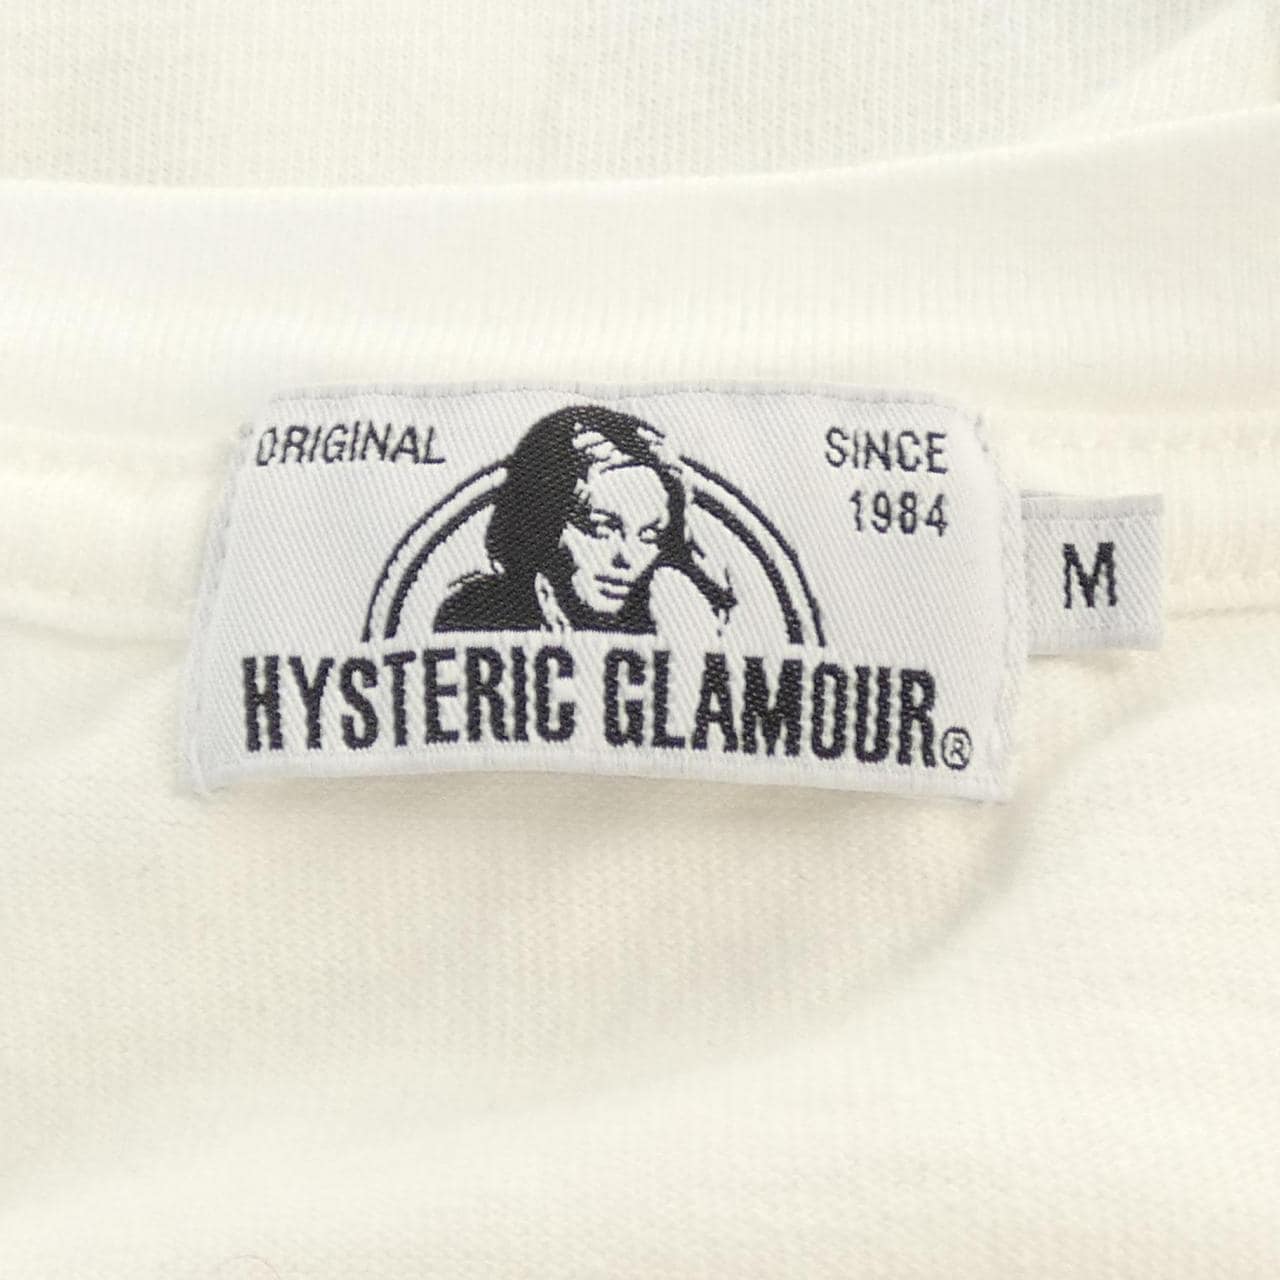 ORIGINAL
SINCE
1984
HYSTERIC GLAMOUR®
M